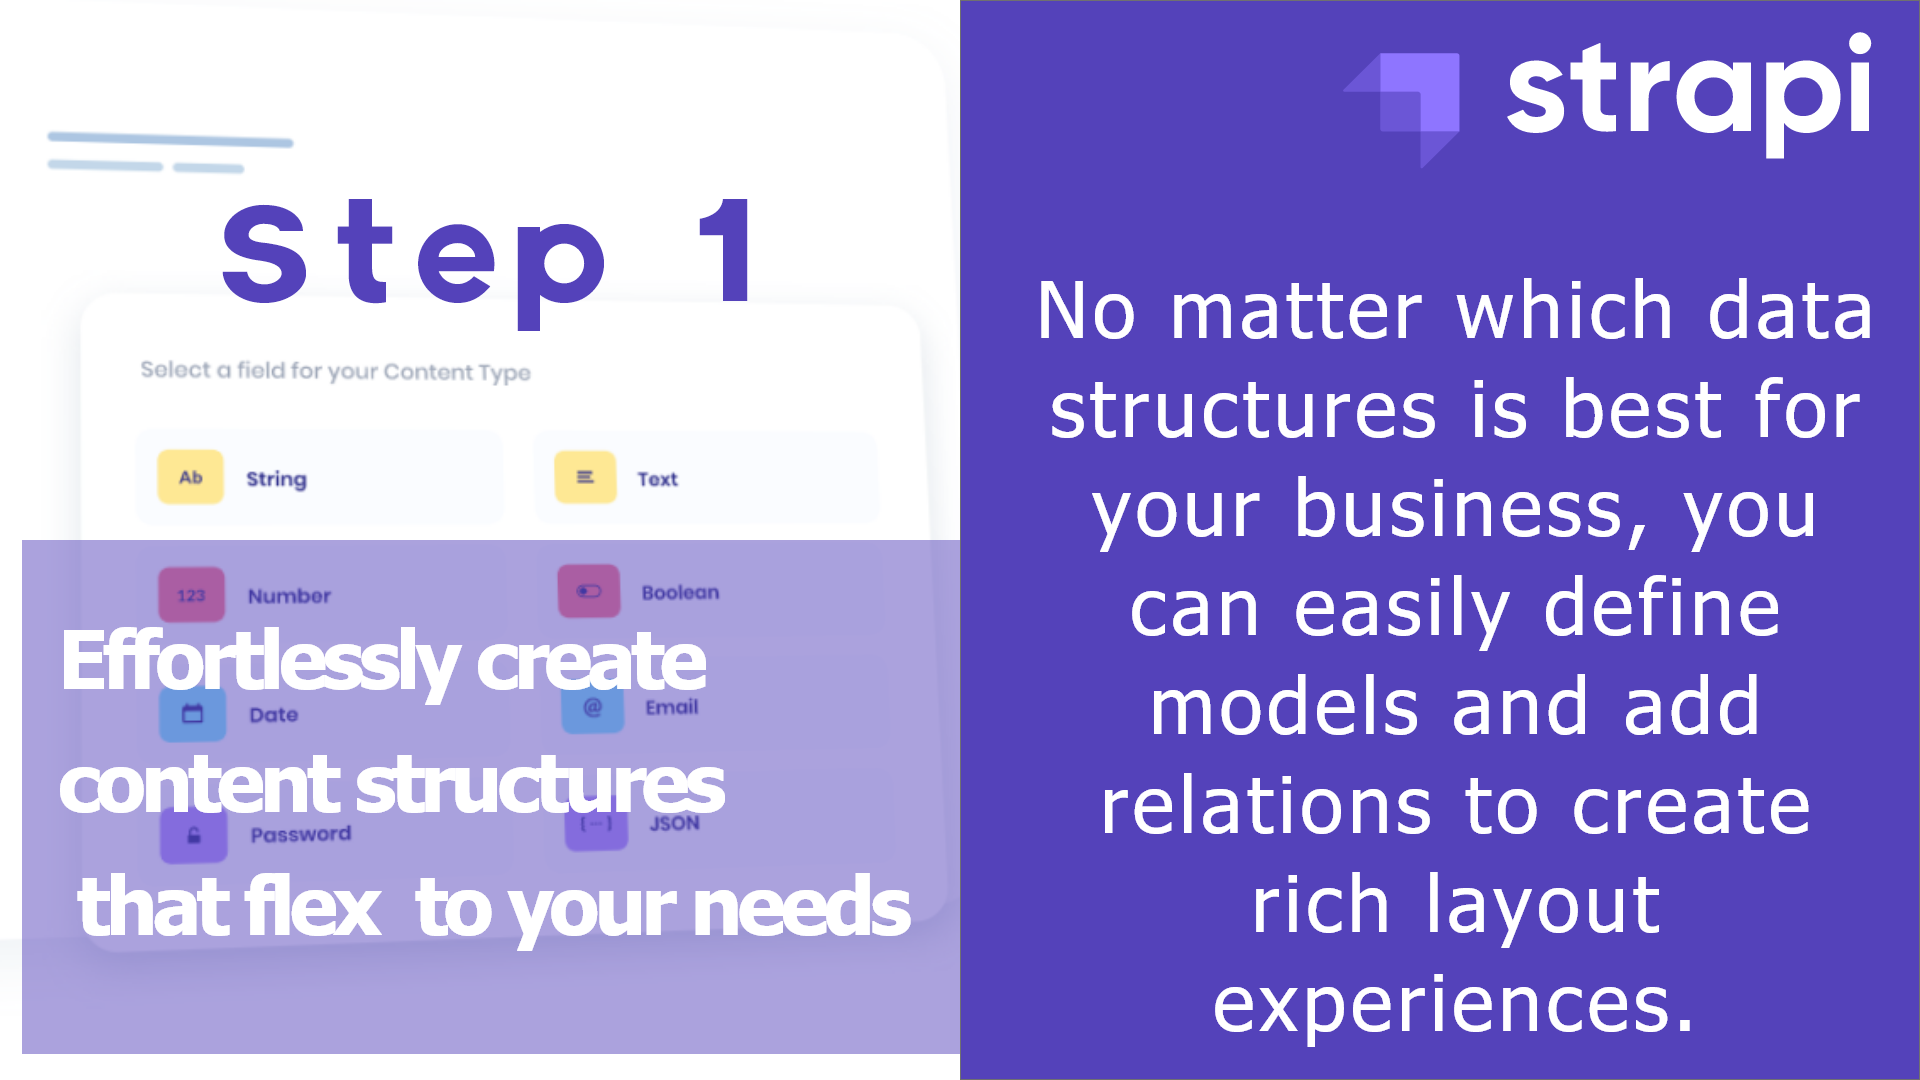 Step 1
Select a field for your Content Type
Ab String
Text
123 Number
Boolean
Effortlessly create
Date
@ Email
content structures
Password
[...] JSON
that flex to your needs
strapi
No matter which data
structures is best for
your business, you
can easily define
models and add
relations to create
rich layout
experiences.